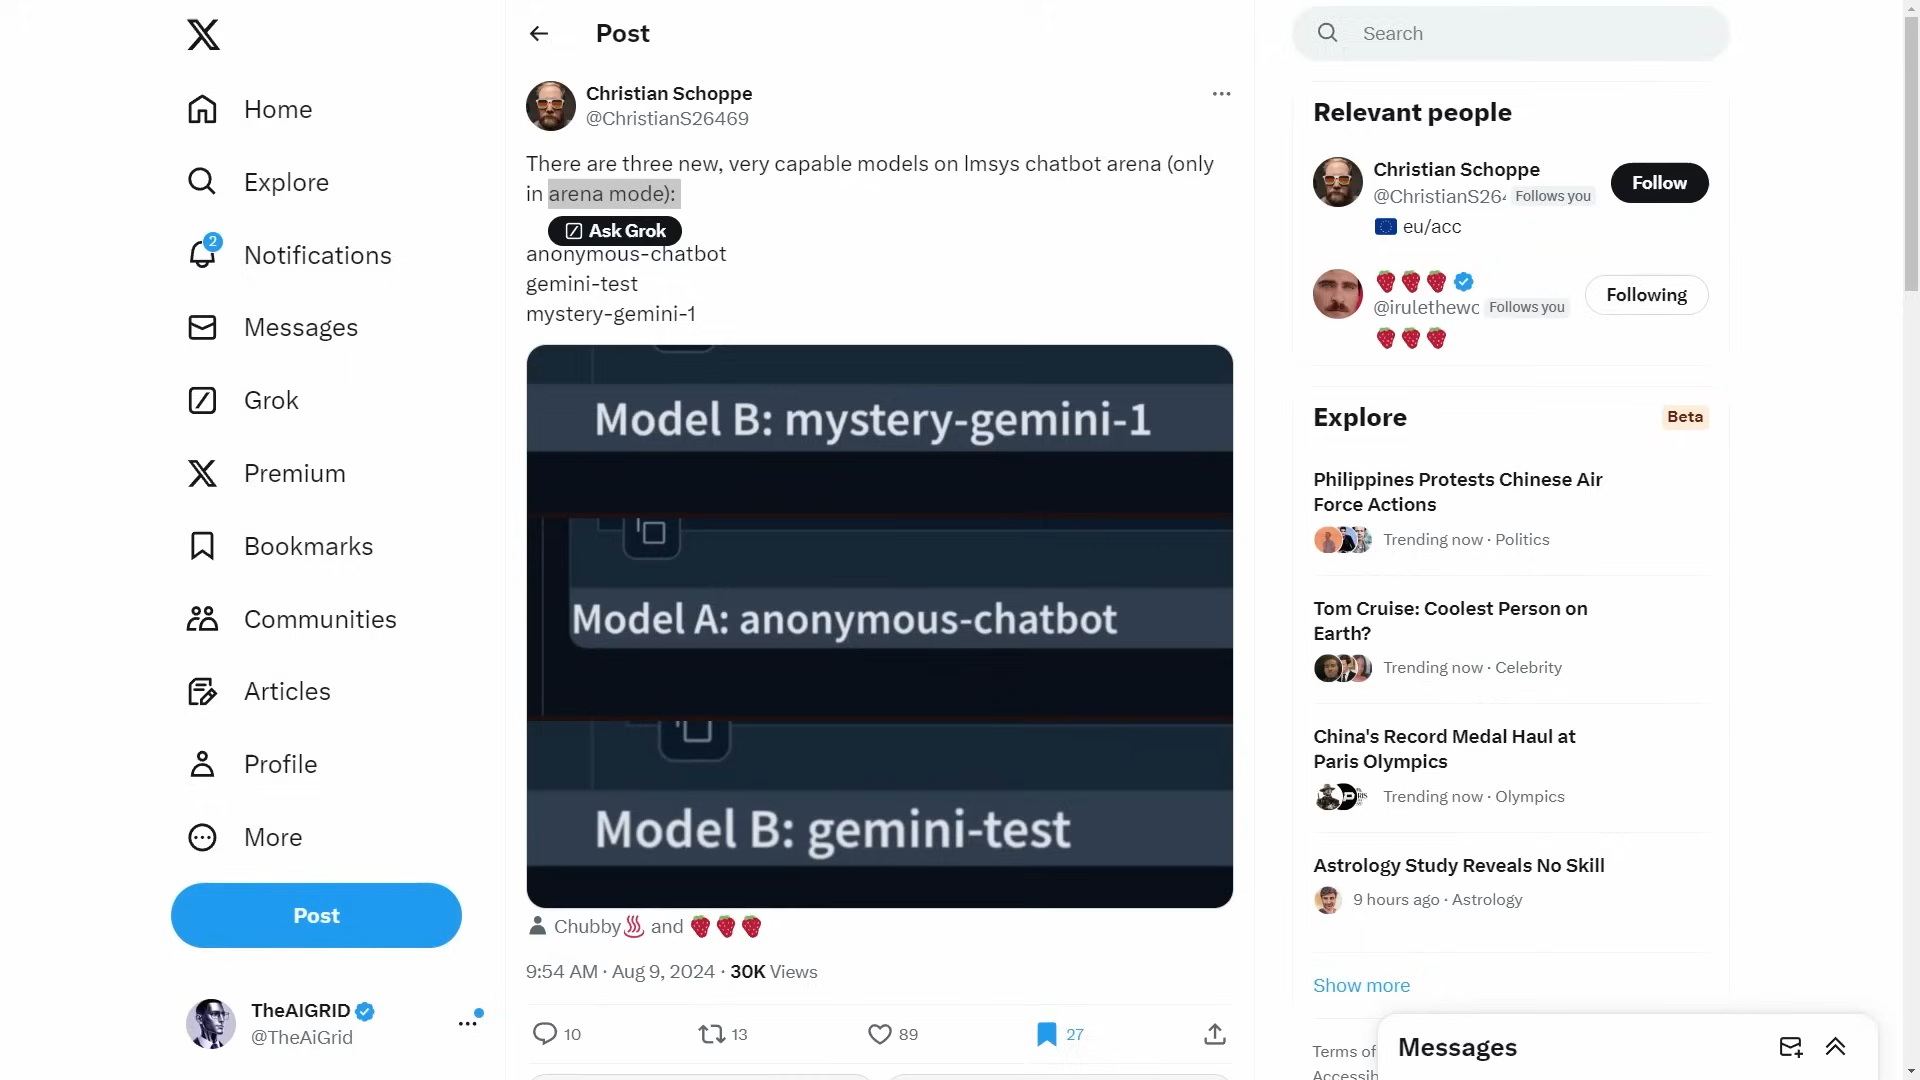 Home
Explore
2
Notifications
Messages
Grok
Premium
Bookmarks
Communities
Articles
Profile
More
Post
TheAIGRID
@TheAiGrid
Post
Christian Schoppe
@ChristianS26469
There are three new, very capable models on lmsys chatbot arena (only
in arena mode):
Ask Grok
anonymous-chatbot
gemini-test
mystery-gemini-1
Model B: mystery-gemini-1
Model A: anonymous-chatbot
Model B: gemini-test
Chubby♨️ and 🍓🍓🍓
9:54 AM · Aug 9, 2024 · 30K Views
10
13
89
27
Search
Relevant people
Christian Schoppe
@ChristianS264 Follows you
Follow
🇪🇺 eu/acc
🍓🍓🍓
@irulethewo Follows you
Following
🍓🍓🍓
Explore
Beta
Philippines Protests Chinese Air
Force Actions
Trending now · Politics
Tom Cruise: Coolest Person on
Earth?
Trending now · Celebrity
China's Record Medal Haul at
Paris Olympics
Trending now · Olympics
Astrology Study Reveals No Skill
9 hours ago · Astrology
Show more
Terms of
Accessib
Messages